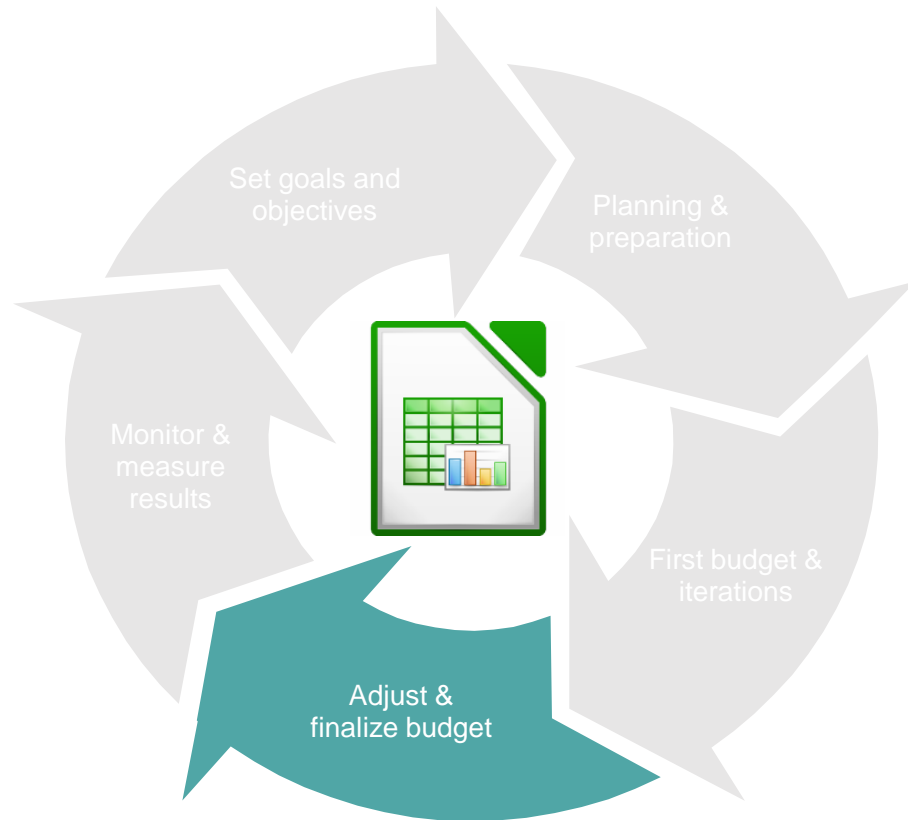 Set goals and
objectives
Planning &
preparation
First budget &
iterations
Adjust &
finalize budget
Monitor &
measure
results